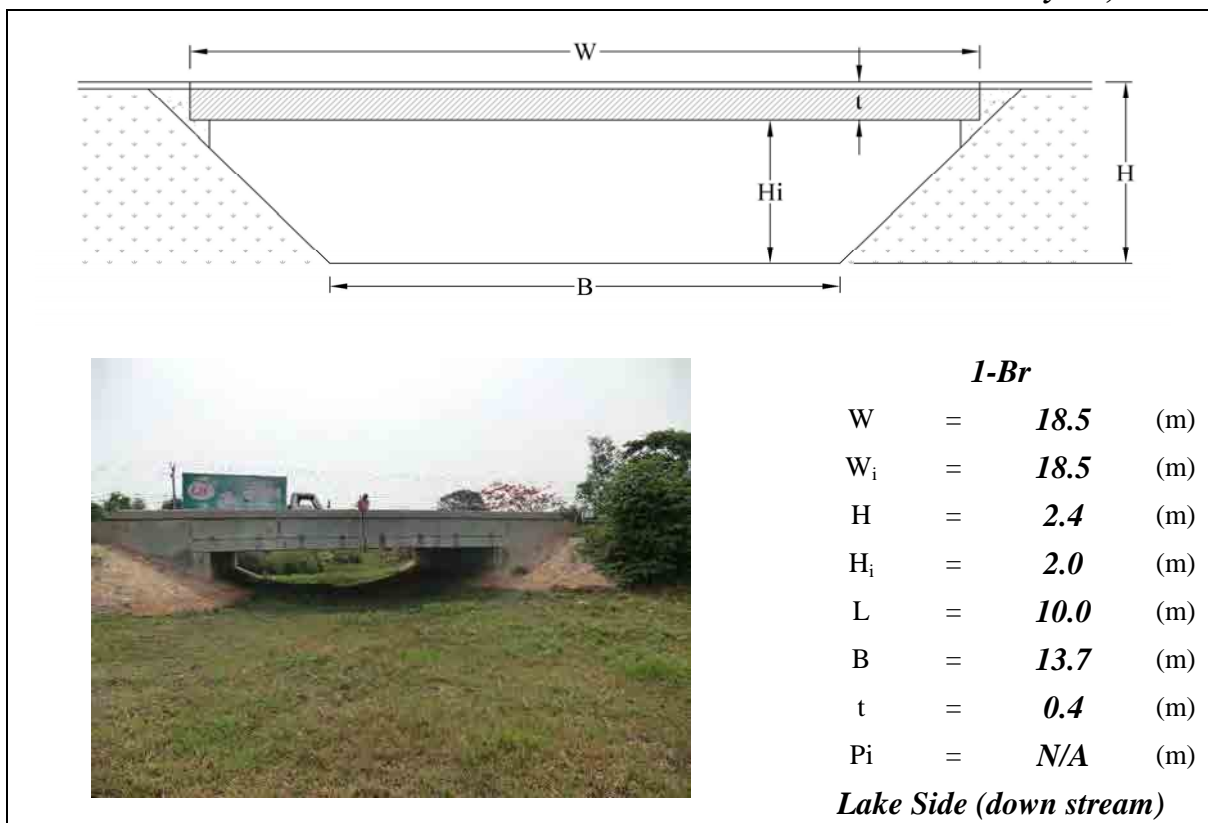 W
t
Hi
H
B
1-Br
W = 18.5 (m)
Wi = 18.5 (m)
H = 2.4 (m)
Hi = 2.0 (m)
L = 10.0 (m)
B = 13.7 (m)
t = 0.4 (m)
Pi = N/A (m)
Lake Side (down stream)